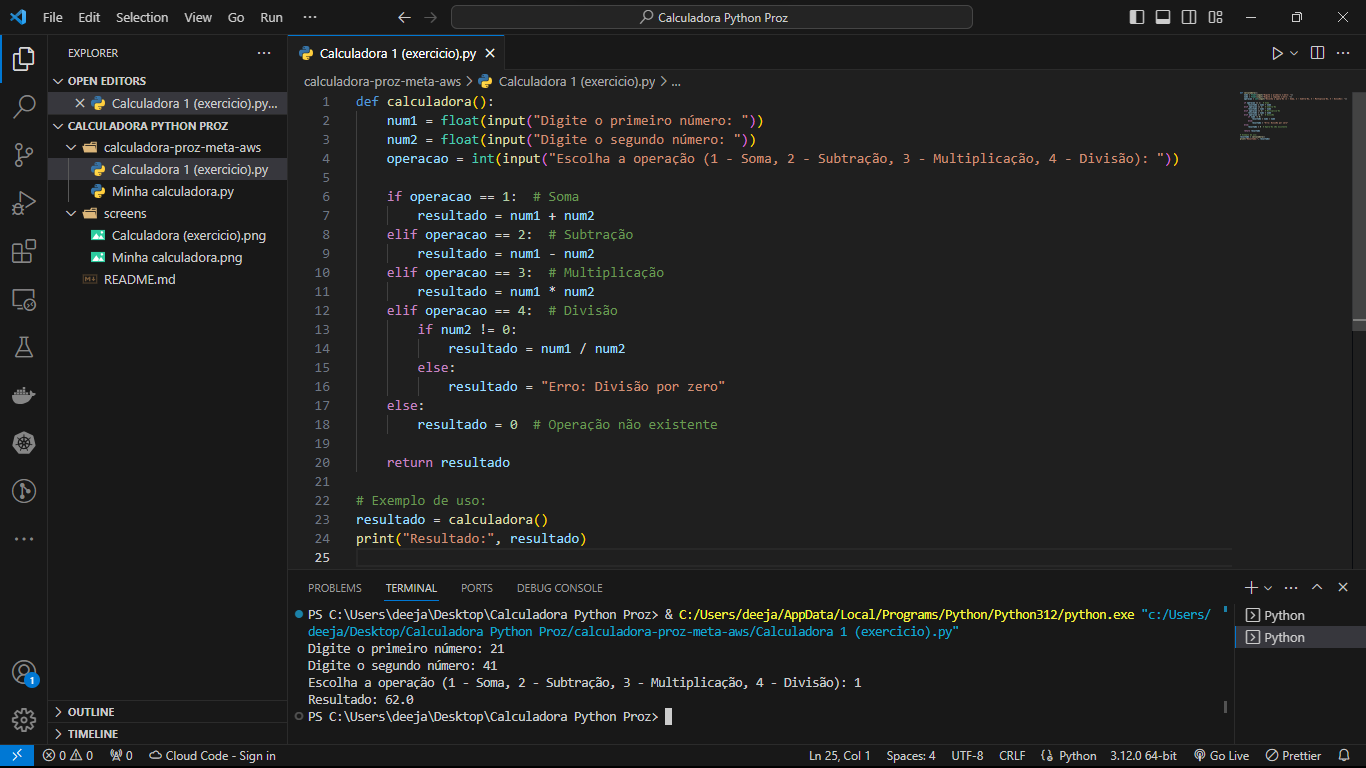 File Edit Selection View Go Run ··· Calculadora Python Proz
EXPLORER ···
OPEN EDITORS
Calculadora 1 (exercicio).py...
CALCULADORA PYTHON PROZ
calculadora-proz-meta-aws
Calculadora 1 (exercicio).py
Minha calculadora.py
screens
Calculadora (exercicio).png
Minha calculadora.png
README.md
OUTLINE
TIMELINE
Calculadora 1 (exercicio).py
calculadora-proz-meta-aws > Calculadora 1 (exercicio).py > ...
1 def calculadora():
2 num1 = float(input("Digite o primeiro número: "))
3 num2 = float(input("Digite o segundo número: "))
4 operacao = int(input("Escolha a operação (1 - Soma, 2 - Subtração, 3 - Multiplicação, 4 - Divisão): "))
5
6 if operacao == 1:  # Soma
7 resultado = num1 + num2
8 elif operacao == 2:  # Subtração
9 resultado = num1 - num2
10 elif operacao == 3:  # Multiplicação
11 resultado = num1 * num2
12 elif operacao == 4:  # Divisão
13 if num2 != 0:
14 resultado = num1 / num2
15 else:
16 resultado = "Erro: Divisão por zero"
17 else:
18 resultado = 0  # Operação não existente
19
20 return resultado
21
22 # Exemplo de uso:
23 resultado = calculadora()
24 print("Resultado:", resultado)
25
PROBLEMS TERMINAL PORTS DEBUG CONSOLE
PS C:\Users\deeja\Desktop\Calculadora Python Proz> & C:/Users/deeja/AppData/Local/Programs/Python/Python312/python.exe "c:/Users/
deeja/Desktop/Calculadora Python Proz/calculadora-proz-meta-aws/Calculadora 1 (exercicio).py"
Digite o primeiro número: 21
Digite o segundo número: 41
Escolha a operação (1 - Soma, 2 - Subtração, 3 - Multiplicação, 4 - Divisão): 1
Resultado: 62.0
PS C:\Users\deeja\Desktop\Calculadora Python Proz>
Python
Python
1
0 0 0 Cloud Code - Sign in Ln 25, Col 1 Spaces: 4 UTF-8 CRLF Python 3.12.0 64-bit Go Live Prettier